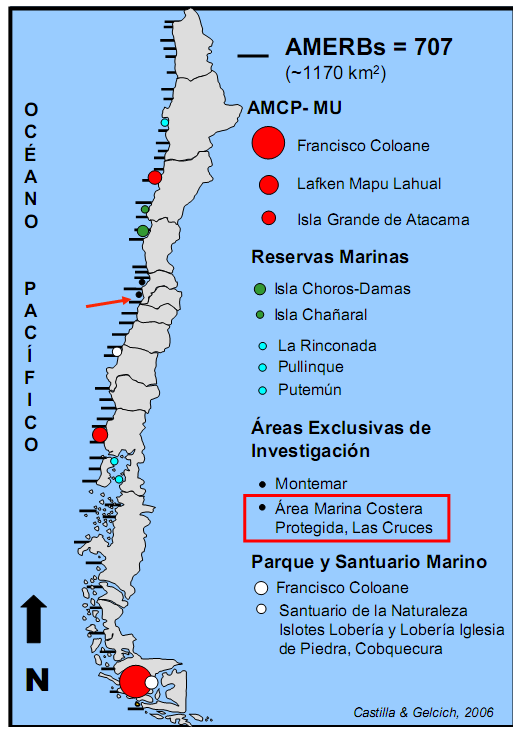 OCÉANO
PACÍFICO
N
AMERBs = 707
(~1170 km²)
AMCP- MU
Francisco Coloane
Lafken Mapu Lahual
Isla Grande de Atacama
Reservas Marinas
Isla Choros-Damas
Isla Chañaral
La Rinconada
Pullinque
Putemún
Áreas Exclusivas de
Investigación
Montemar
Área Marina Costera
Protegida, Las Cruces
Parque y Santuario Marino
Francisco Coloane
Santuario de la Naturaleza
Islotes Lobería y Lobería Iglesia
de Piedra, Cobquecura
Castilla & Gelcich, 2006